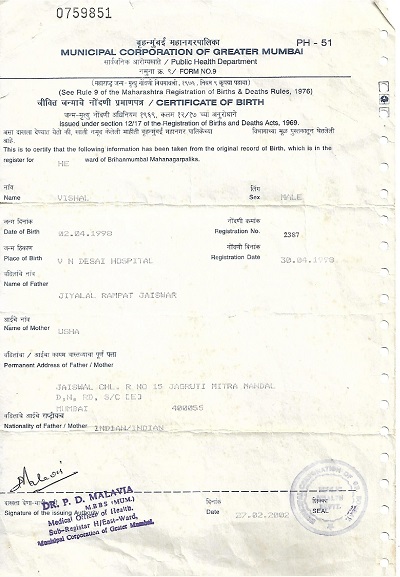 0759851
बृहन्मुंबई महानगरपालिका PH - 51
MUNICIPAL CORPORATION OF GREATER MUMBAI
सार्वजनिक आरोग्यखाते / Public Health Department
नमुना क्र. ९/ FORM NO.9
(See Rule 9 of the Maharashtra Registration of Births & Deaths Rules, 1976)
जीवित जन्माचे नोंदणी प्रमाणपत्र / CERTIFICATE OF BIRTH
Issued under section 12/17 of the Registration of Births and Deaths Acts, 1969.
आहे.
This is to certify that the following information has been taken from the original record of Birth, which is in the
register for HE ward of Brihanmumbai Mahanagarpalika.
नांव लिंग
Name VISHAL Sex MALE
जन्म दिनांक नोंदणी क्रमांक
Date of Birth 02.04.1998 Registration No. 2387
जन्म ठिकाण नोंदणी दिनांक
Place of Birth V N DESAI HOSPITAL Registration Date 30.04.1998
वडिलांचे नांव
Name of Father
JIYALAL RAMPAT JAISWAR
आईचे नांव
Name of Mother USHA
Permanent Address of Father / Mother
JAISWAL CHL. R NO 15 JAGRUTI MITRA MANDAL
D.N. RD, S/C [E]
MUMBAI 400055
Nationality of Father / Mother INDIAN/INDIAN
DR. P. D. MALAVIA
M.B.B.S (MUM.)
Medical Officer of Health,
Sub-Registrar H/East-Ward,
Municipal Corporation of Greater Mumbai.
Signature of the issuing Authority
दिनांक
Date 27.02.2002
SEAL